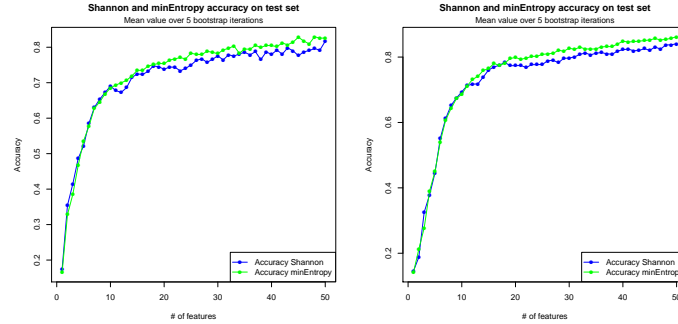 Shannon and minEntropy accuracy on test set
Mean value over 5 bootstrap iterations
Accuracy
0.8
0.7
0.6
0.5
0.4
0.3
0.2
Accuracy Shannon
Accuracy minEntropy
0 10 20 30 40 50
# of features
Shannon and minEntropy accuracy on test set
Mean value over 5 bootstrap iterations
Accuracy
0.8
0.6
0.4
0.2
Accuracy Shannon
Accuracy minEntropy
0 10 20 30 40 50
# of features